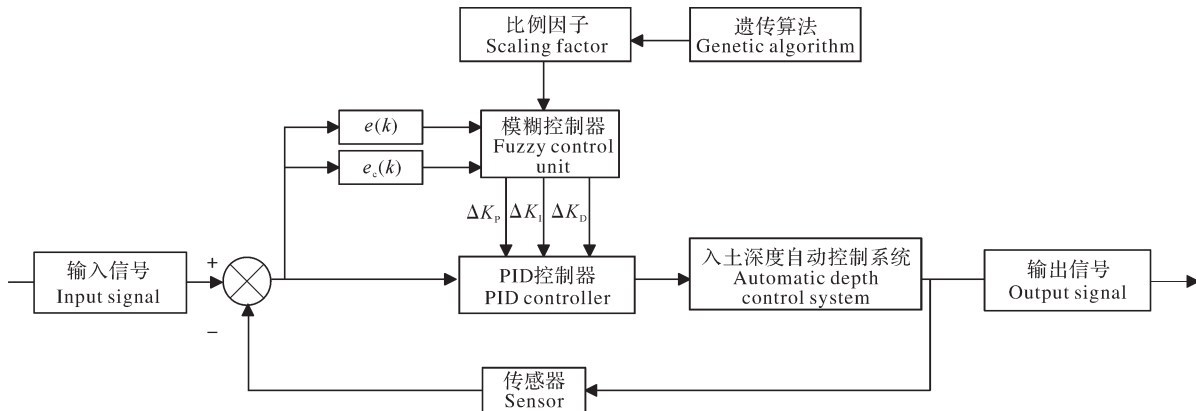 比例因子
Scaling factor
遗传算法
Genetic algorithm
e(k)
模糊控制器
Fuzzy control
unit
e_c(k)
ΔK_P ΔK_I ΔK_D
输入信号
Input signal
+
−
PID控制器
PID controller
入土深度自动控制系统
Automatic depth
control system
输出信号
Output signal
传感器
Sensor